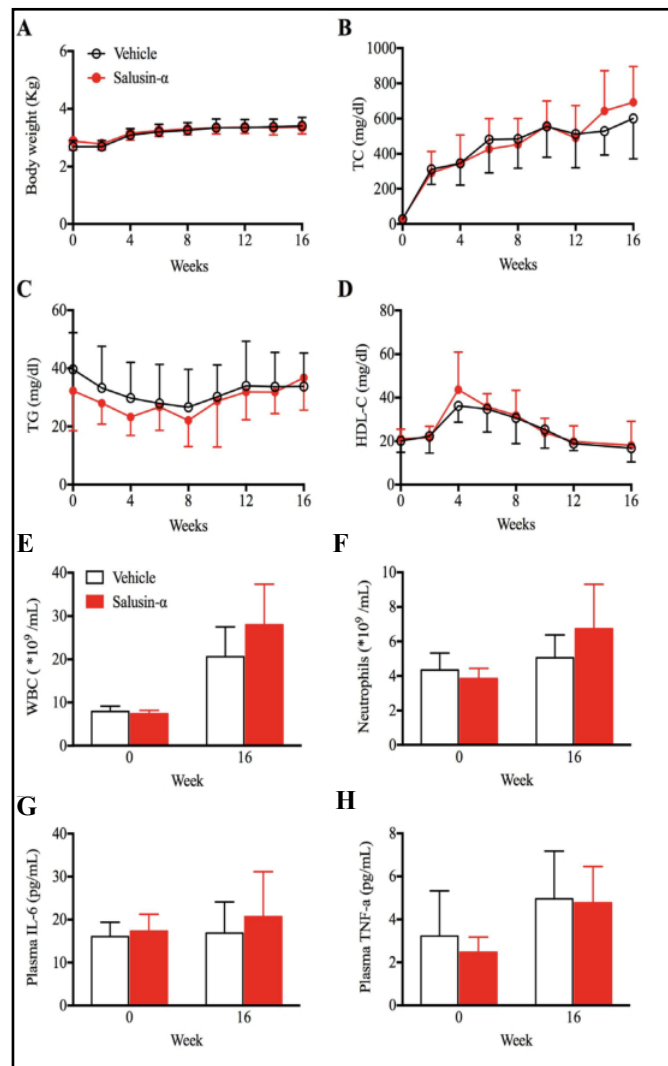 A
Body weight (Kg)
6
4
2
0
Vehicle
Salusin-α
0 4 8 12 16
Weeks
B
TC (mg/dl)
1000
800
600
400
200
0
0 4 8 12 16
Weeks
C
TG (mg/dl)
60
40
20
0
0 4 8 12 16
Weeks
D
HDL-C (mg/dl)
80
60
40
20
0
0 4 8 12 16
Weeks
E
WBC ( *10⁹ /mL)
40
30
20
10
0
Vehicle
Salusin-α
0 16
Week
F
Neutrophils (*10⁹ /mL)
10
8
6
4
2
0
0 16
Week
G
Plasma IL-6 (pg/mL)
40
30
20
10
0
0 16
Week
H
Plasma TNF-a (pg/mL)
8
6
4
2
0
0 16
Week